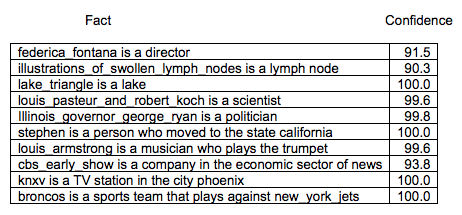 Fact Confidence
federica_fontana is a director 91.5
illustrations_of_swollen_lymph_nodes is a lymph node 90.3
lake_triangle is a lake 100.0
louis_pasteur_and_robert_koch is a scientist 99.6
Illinois_governor_george_ryan is a politician 99.8
stephen is a person who moved to the state california 100.0
louis_armstrong is a musician who plays the trumpet 99.6
cbs_early_show is a company in the economic sector of news 93.8
knxv is a TV station in the city phoenix 100.0
broncos is a sports team that plays against new_york_jets 100.0